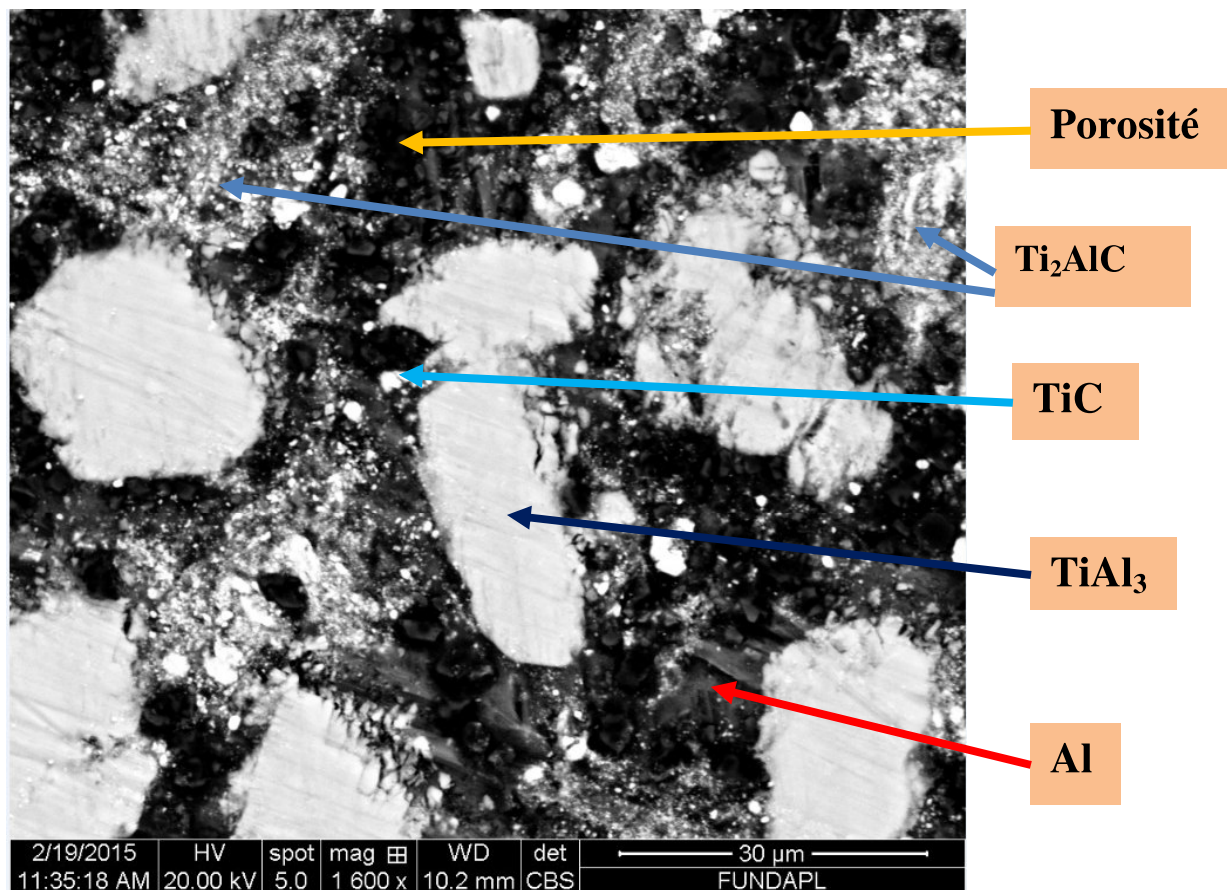 Porosité
Ti₂AlC
TiC
TiAl₃
Al
2/19/2015 HV spot mag WD det 30 µm
11:35:18 AM 20.00 kV 5.0 1 600 x 10.2 mm CBS FUNDAPL